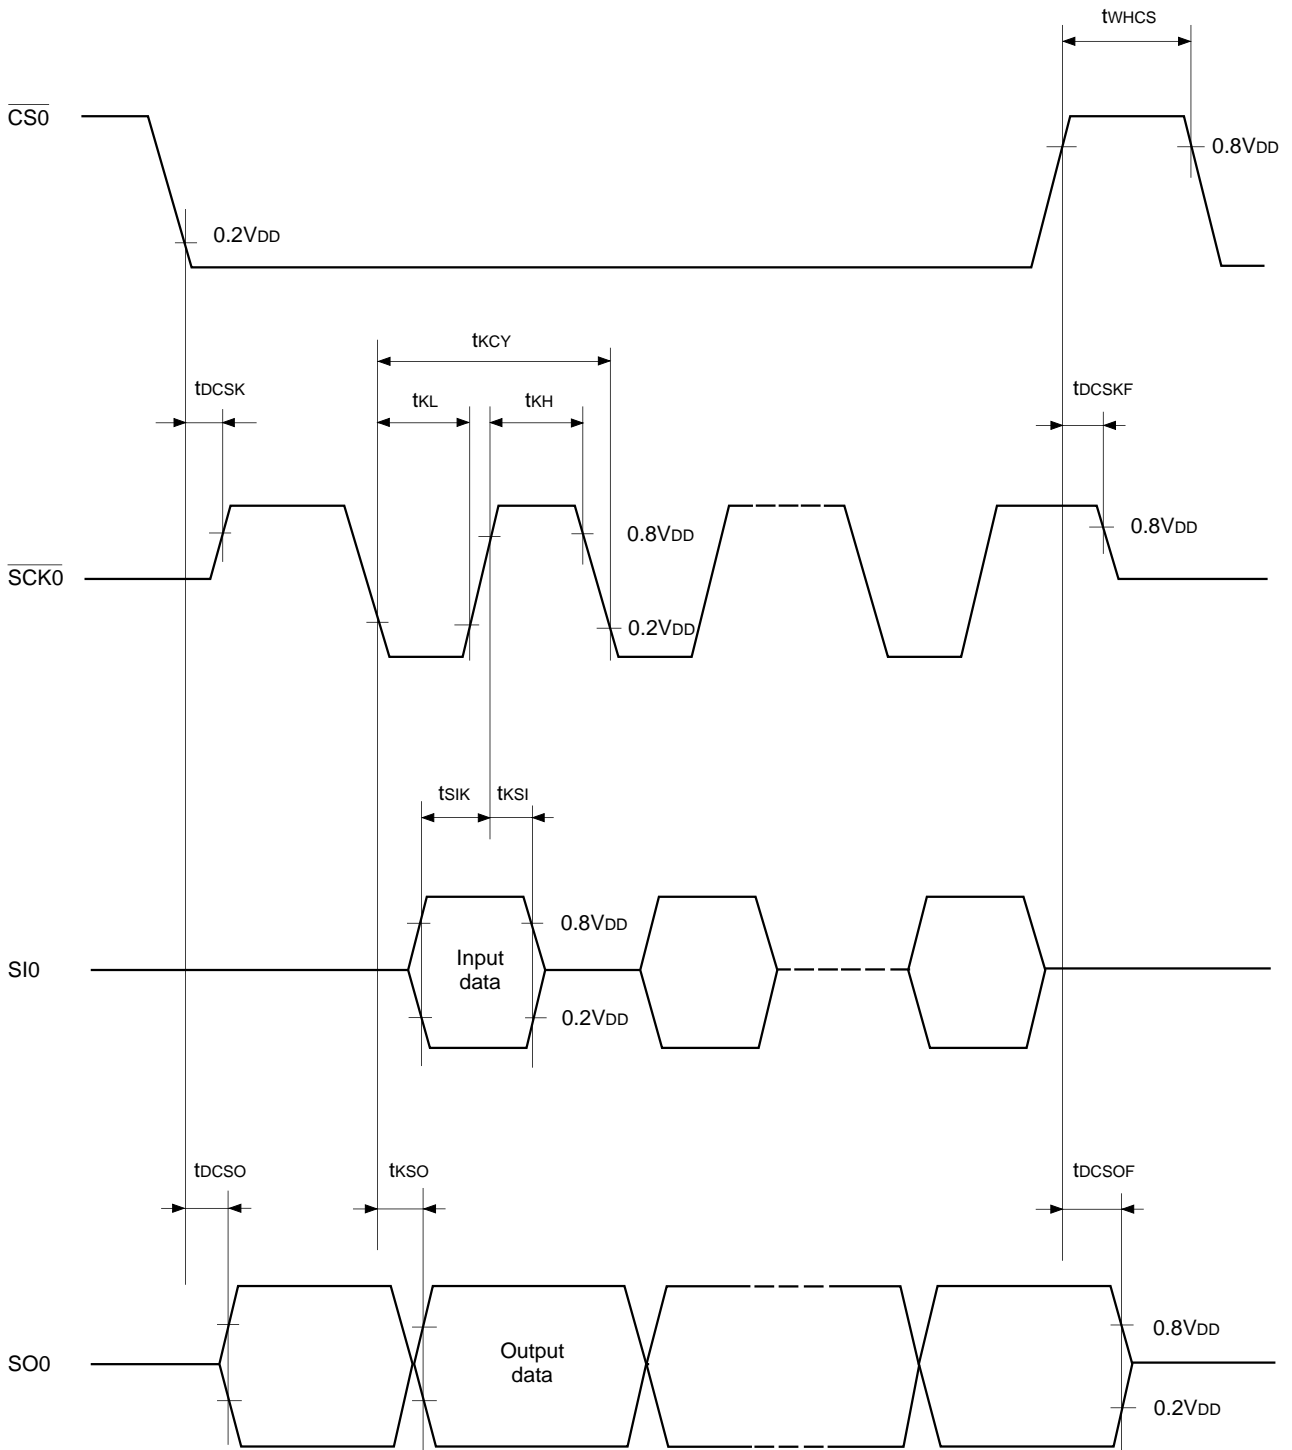 tWHCS
CS0
0.8VDD
0.2VDD
tKCY
tDCSK
tKL
tKH
tDCSKF
0.8VDD
0.8VDD
SCK0
0.2VDD
tSIK
tKSI
0.8VDD
SI0
Input
data
0.2VDD
tDCSO
tKSO
tDCSOF
0.8VDD
SO0
Output
data
0.2VDD